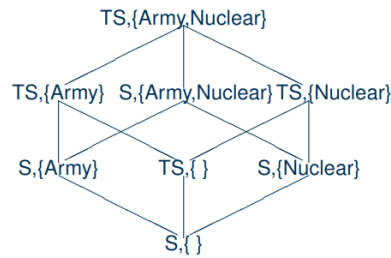 TS,{Army,Nuclear}
TS,{Army} S,{Army,Nuclear} TS,{Nuclear}
S,{Army} TS,{ } S,{Nuclear}
S,{ }